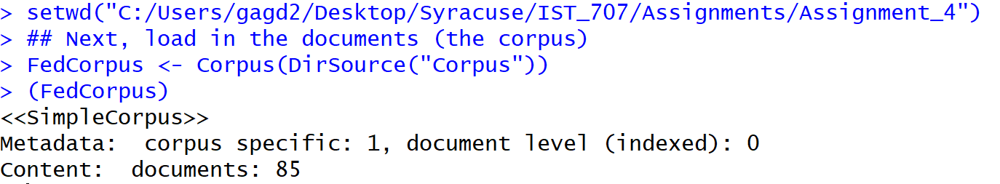 > setwd("C:/Users/gagd2/Desktop/Syracuse/IST_707/Assignments/Assignment_4")
> ## Next, load in the documents (the corpus)
> FedCorpus <- Corpus(DirSource("Corpus"))
> (FedCorpus)
<<SimpleCorpus>>
Metadata:  corpus specific: 1, document level (indexed): 0
Content:  documents: 85